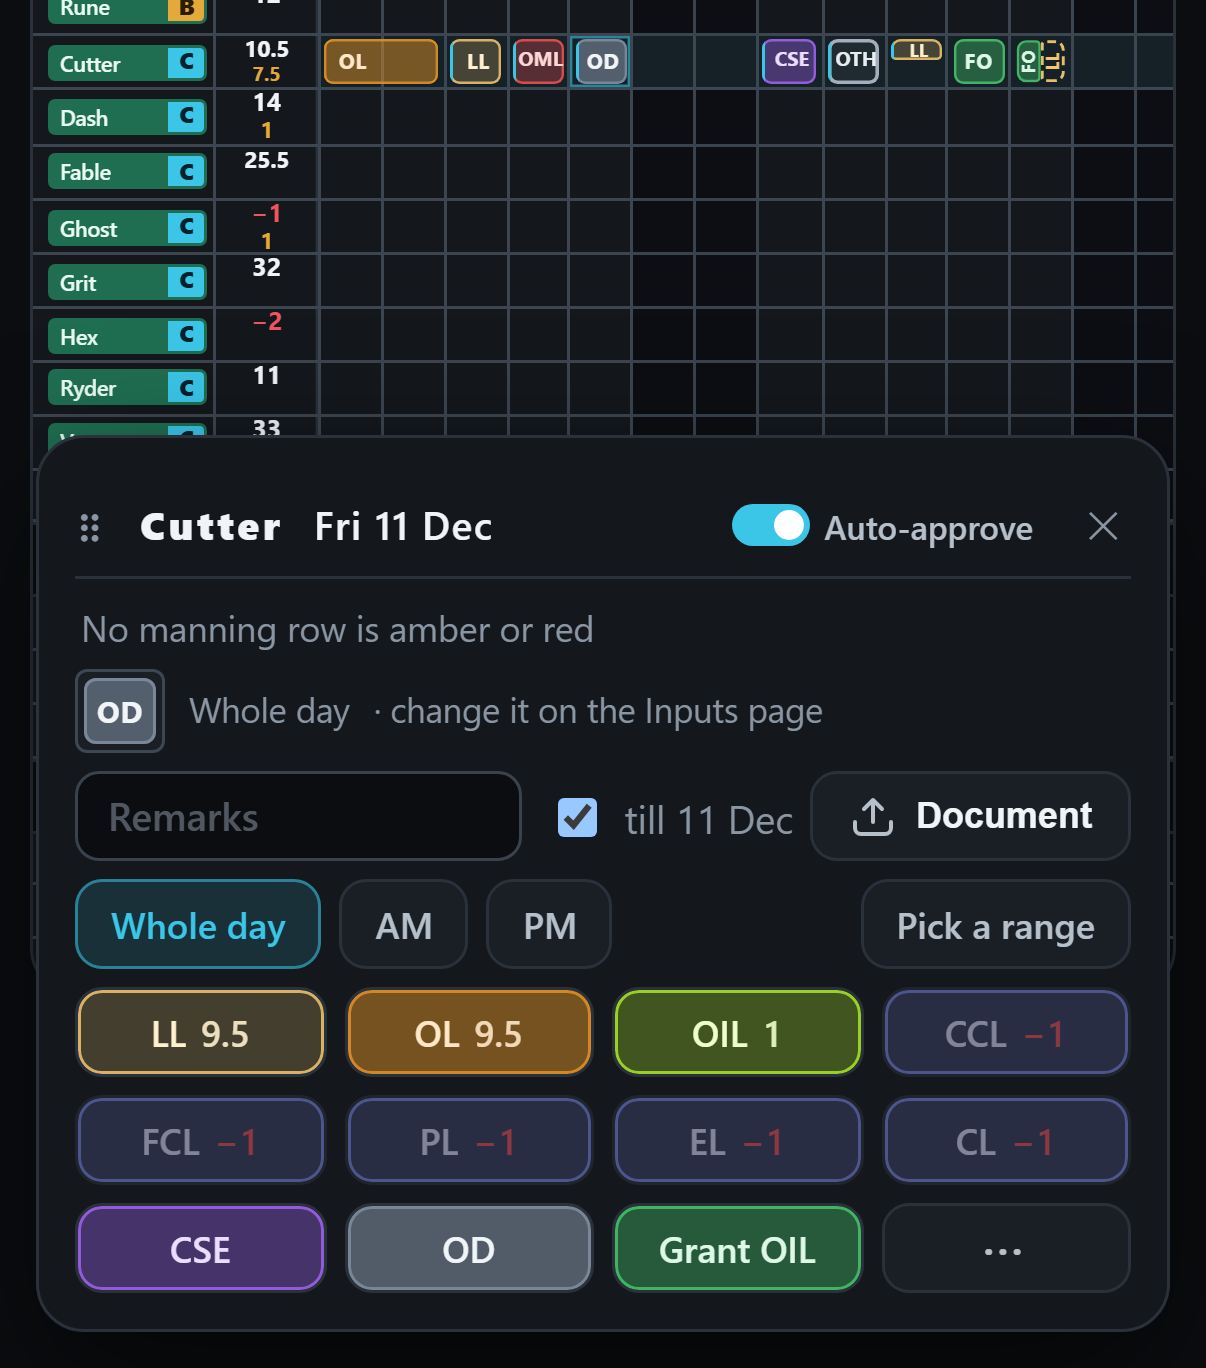 Rune B
Cutter C 10.5 7.5 OL LL OML OD CSE OTH LL FO FO LL
Dash C 14 1
Fable C 25.5
Ghost C −1 1
Grit C 32
Hex C −2
Ryder C 11
33
Cutter Fri 11 Dec Auto-approve
No manning row is amber or red
OD Whole day · change it on the Inputs page
Remarks till 11 Dec Document
Whole day AM PM Pick a range
LL 9.5 OL 9.5 OIL 1 CCL −1
FCL −1 PL −1 EL −1 CL −1
CSE OD Grant OIL ...